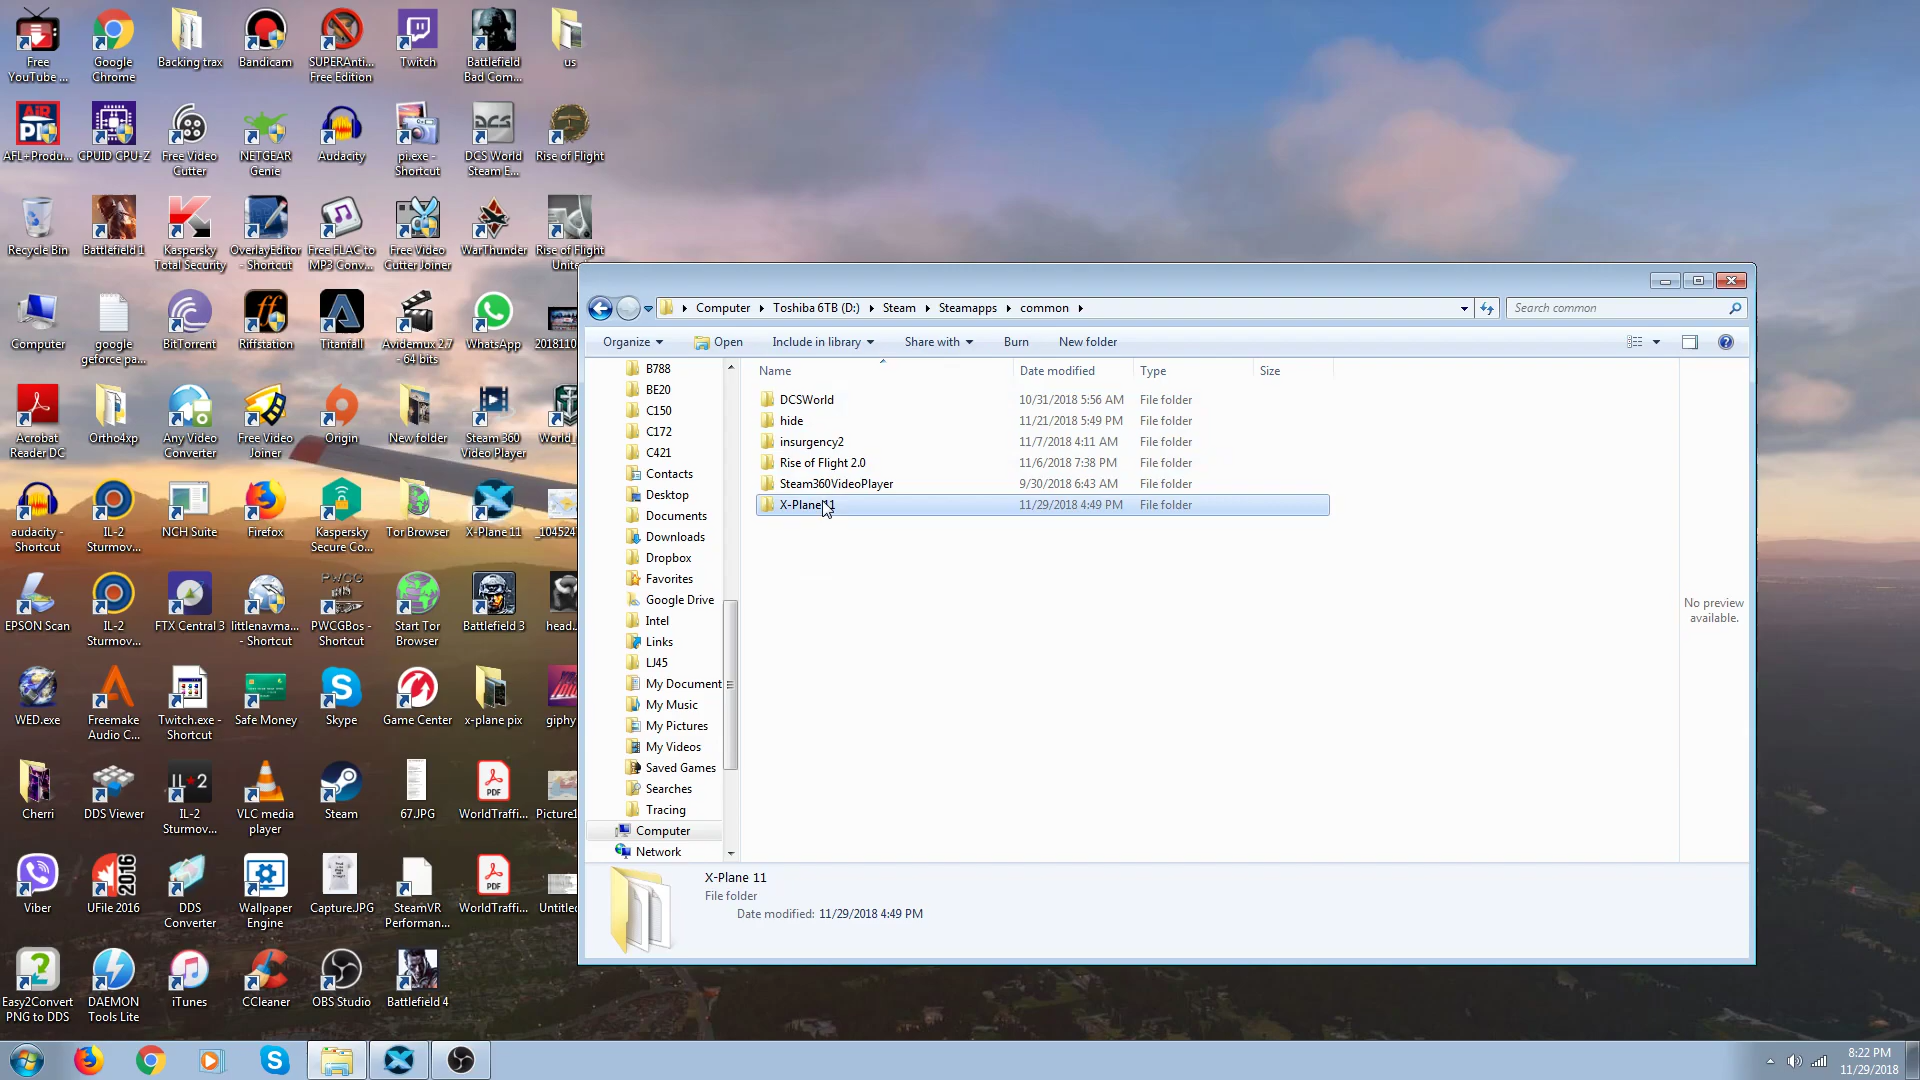 Free
YouTube ...
Google
Chrome
Backing trax
Bandicam
SUPERAnti...
Free Edition
Twitch
Battlefield
Bad Com...
us
AFL+Produ...
CPUID CPU-Z
Free Video
Cutter
NETGEAR
Genie
Audacity
pi.exe -
Shortcut
DCS World
Steam E...
Rise of Flight
Recycle Bin
Battlefield 1
Kaspersky
Total Security
OverlayEditor
- Shortcut
Free FLAC to
MP3 Conv...
Free Video
Cutter Joiner
WarThunder
Rise of Flight
Unite
Computer
google
geforce pa...
BitTorrent
Riffstation
Titanfall
Avidemux 2.7
- 64 bits
WhatsApp
2018110
Acrobat
Reader DC
Ortho4xp
Any Video
Converter
Free Video
Joiner
Origin
New folder
Steam 360
Video Player
World_
audacity -
Shortcut
IL-2
Sturmov...
NCH Suite
Firefox
Kaspersky
Secure Co...
Tor Browser
X-Plane 11
_104524
EPSON Scan
IL-2
Sturmov...
FTX Central 3
littlenavma...
- Shortcut
PWCGBos -
Shortcut
Start Tor
Browser
Battlefield 3
head.
WED.exe
Freemake
Audio C...
Twitch.exe -
Shortcut
Safe Money
Skype
Game Center
x-plane pix
giphy
Cherri
DDS Viewer
IL-2
Sturmov...
VLC media
player
Steam
67.JPG
WorldTraffi...
Picture1
Viber
UFile 2016
DDS
Converter
Wallpaper
Engine
Capture.JPG
SteamVR
Performan...
WorldTraffi...
Untitled
Easy2Convert
PNG to DDS
DAEMON
Tools Lite
iTunes
CCleaner
OBS Studio
Battlefield 4
Computer
Toshiba 6TB (D:)
Steam
Steamapps
common
Search common
Organize
Open
Include in library
Share with
Burn
New folder
B788
BE20
C150
C172
C421
Contacts
Desktop
Documents
Downloads
Dropbox
Favorites
Google Drive
Intel
Links
LJ45
My Document
My Music
My Pictures
My Videos
Saved Games
Searches
Tracing
Computer
Network
Name Date modified Type Size
DCSWorld 10/31/2018 5:56 AM File folder
hide 11/21/2018 5:49 PM File folder
insurgency2 11/7/2018 4:11 AM File folder
Rise of Flight 2.0 11/6/2018 7:38 PM File folder
Steam360VideoPlayer 9/30/2018 6:43 AM File folder
X-Plane 11 11/29/2018 4:49 PM File folder
No preview
available.
X-Plane 11
File folder
Date modified: 11/29/2018 4:49 PM
8:22 PM
11/29/2018